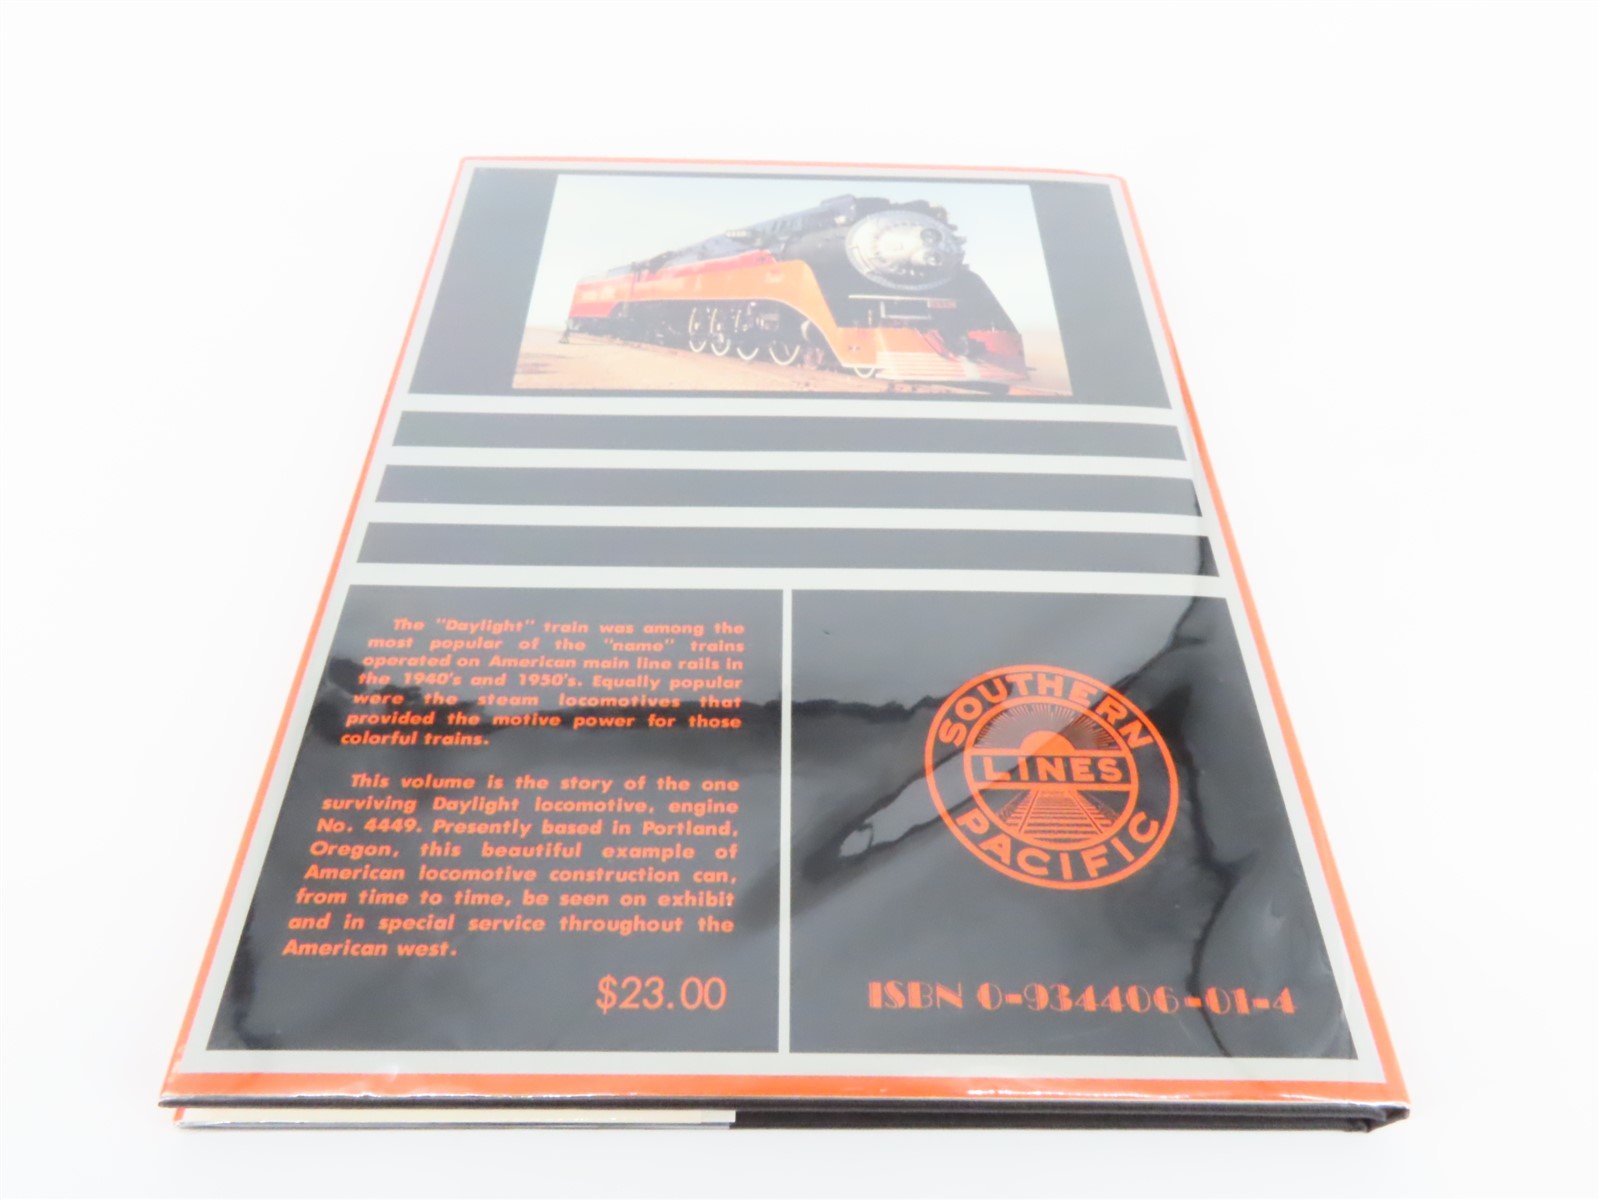 The "Daylight" train was among the
most popular of the "name" trains
operated on American main line rails in
the 1940's and 1950's. Equally popular
were the steam locomotives that
provided the motive power for those
colorful trains.
This volume is the story of the one
surviving Daylight locomotive, engine
No. 4449. Presently based in Portland,
Oregon, this beautiful example of
American locomotive construction can,
from time to time, be seen on exhibit
and in special service throughout the
American west.
$23.00
SOUTHERN
LINES
PACIFIC
ISBN 0-934406-01-4